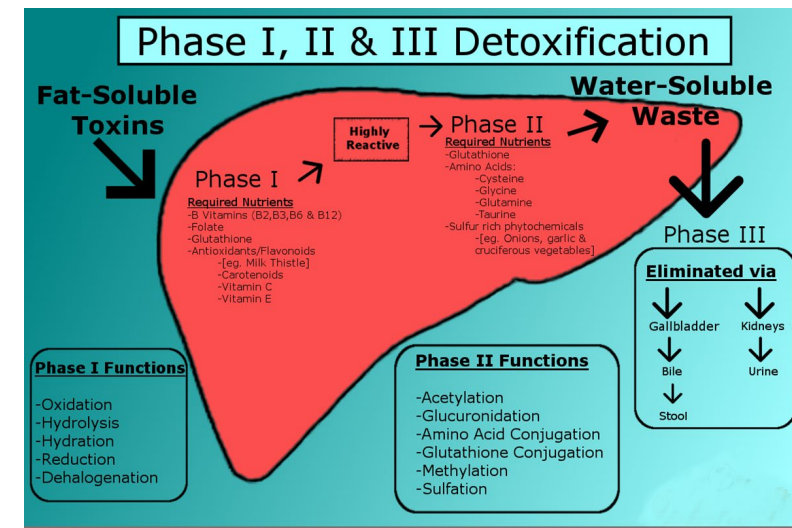 Phase I, II & III Detoxification
Fat-Soluble
Toxins
Water-Soluble
Waste
Highly
Reactive
Phase I
Required Nutrients
-B Vitamins (B2,B3,B6 & B12)
-Folate
-Glutathione
-Antioxidants/Flavonoids
-[eg. Milk Thistle]
-Carotenoids
-Vitamin C
-Vitamin E
Phase II
Required Nutrients
-Glutathione
-Amino Acids:
-Cysteine
-Glycine
-Glutamine
-Taurine
-Sulfur rich phytochemicals
-[eg. Onions, garlic &
cruciferous vegetables]
Phase III
Eliminated via
Gallbladder
Kidneys
Bile
Urine
Stool
Phase I Functions
-Oxidation
-Hydrolysis
-Hydration
-Reduction
-Dehalogenation
Phase II Functions
-Acetylation
-Glucuronidation
-Amino Acid Conjugation
-Glutathione Conjugation
-Methylation
-Sulfation